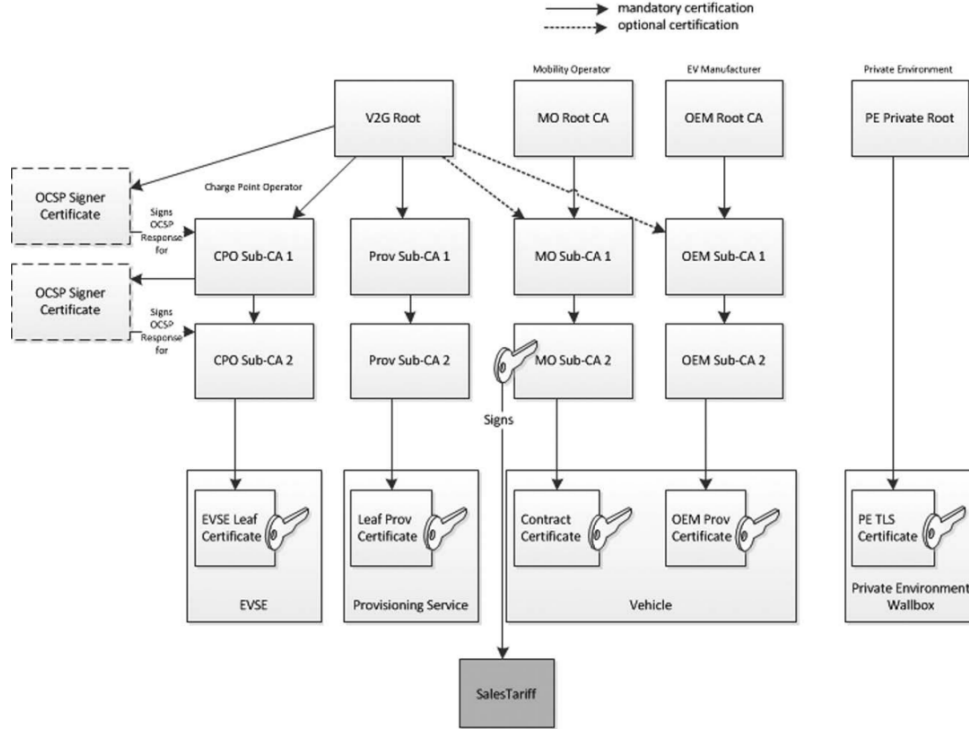 mandatory certification
optional certification
Mobility Operator
EV Manufacturer
Private Environment
V2G Root
MO Root CA
OEM Root CA
PE Private Root
OCSP Signer
Certificate
Charge Point Operator
Signs
OCSP
Response
for
CPO Sub-CA 1
Prov Sub-CA 1
MO Sub-CA 1
OEM Sub-CA 1
OCSP Signer
Certificate
Signs
OCSP
Response
for
CPO Sub-CA 2
Prov Sub-CA 2
MO Sub-CA 2
OEM Sub-CA 2
Signs
EVSE Leaf
Certificate
Leaf Prov
Certificate
Contract
Certificate
OEM Prov
Certificate
PE TLS
Certificate
EVSE
Provisioning Service
Vehicle
Private Environment
Wallbox
SalesTariff